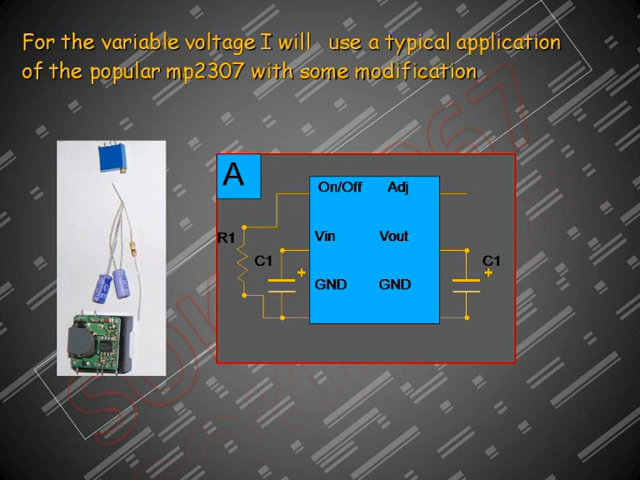 For the variable voltage I will use a typical application
of the popular mp2307 with some modification
A
On/Off Adj
R1
Vin Vout
C1 + C1 +
GND GND